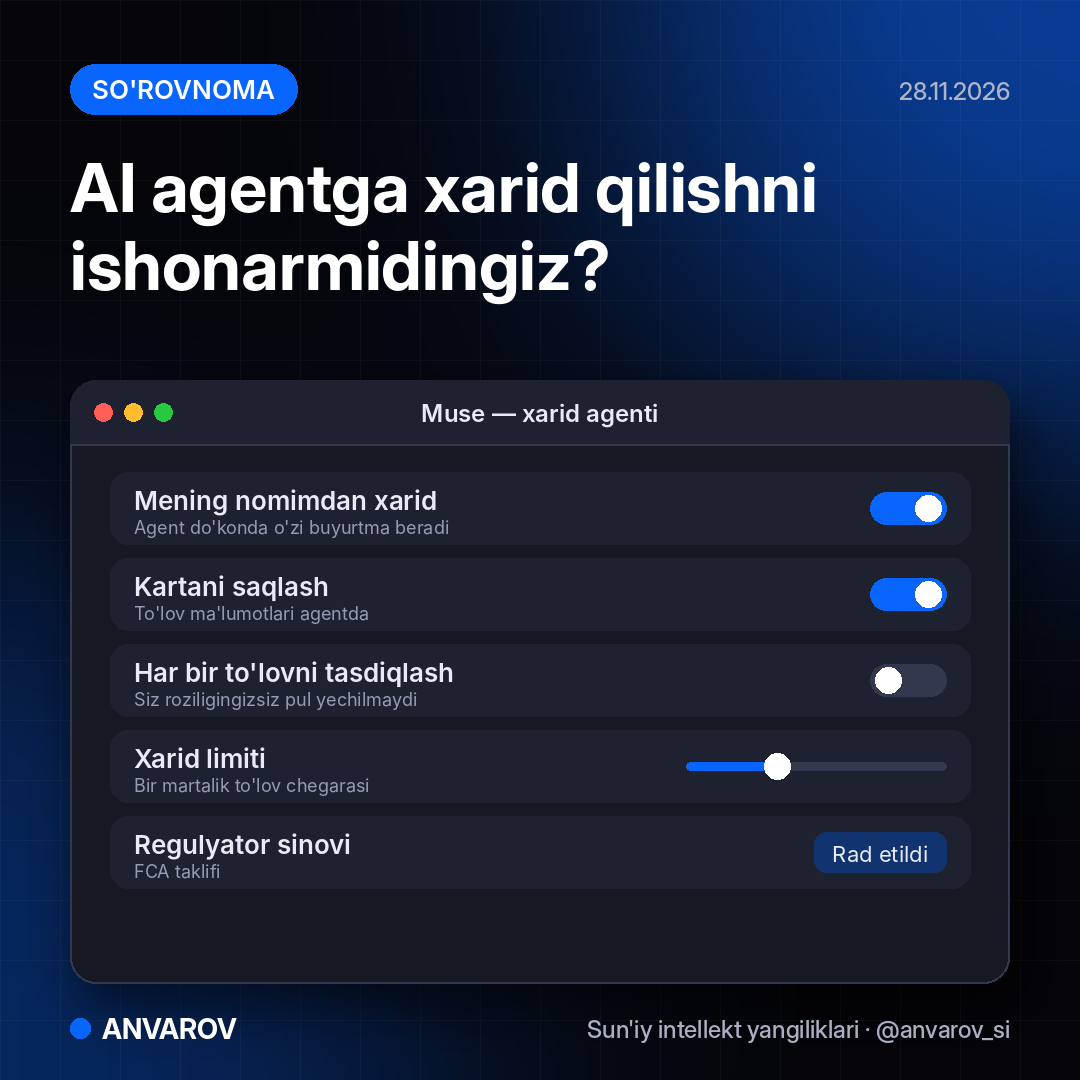 SO'ROVNOMA
28.11.2026
AI agentga xarid qilishni
ishonarmidingiz?
Muse — xarid agenti
Mening nomimdan xarid
Agent do'konda o'zi buyurtma beradi
Kartani saqlash
To'lov ma'lumotlari agentda
Har bir to'lovni tasdiqlash
Siz roziligingizsiz pul yechilmaydi
Xarid limiti
Bir martalik to'lov chegarasi
Regulyator sinovi
FCA taklifi
Rad etildi
ANVAROV
Sun'iy intellekt yangiliklari · @anvarov_si